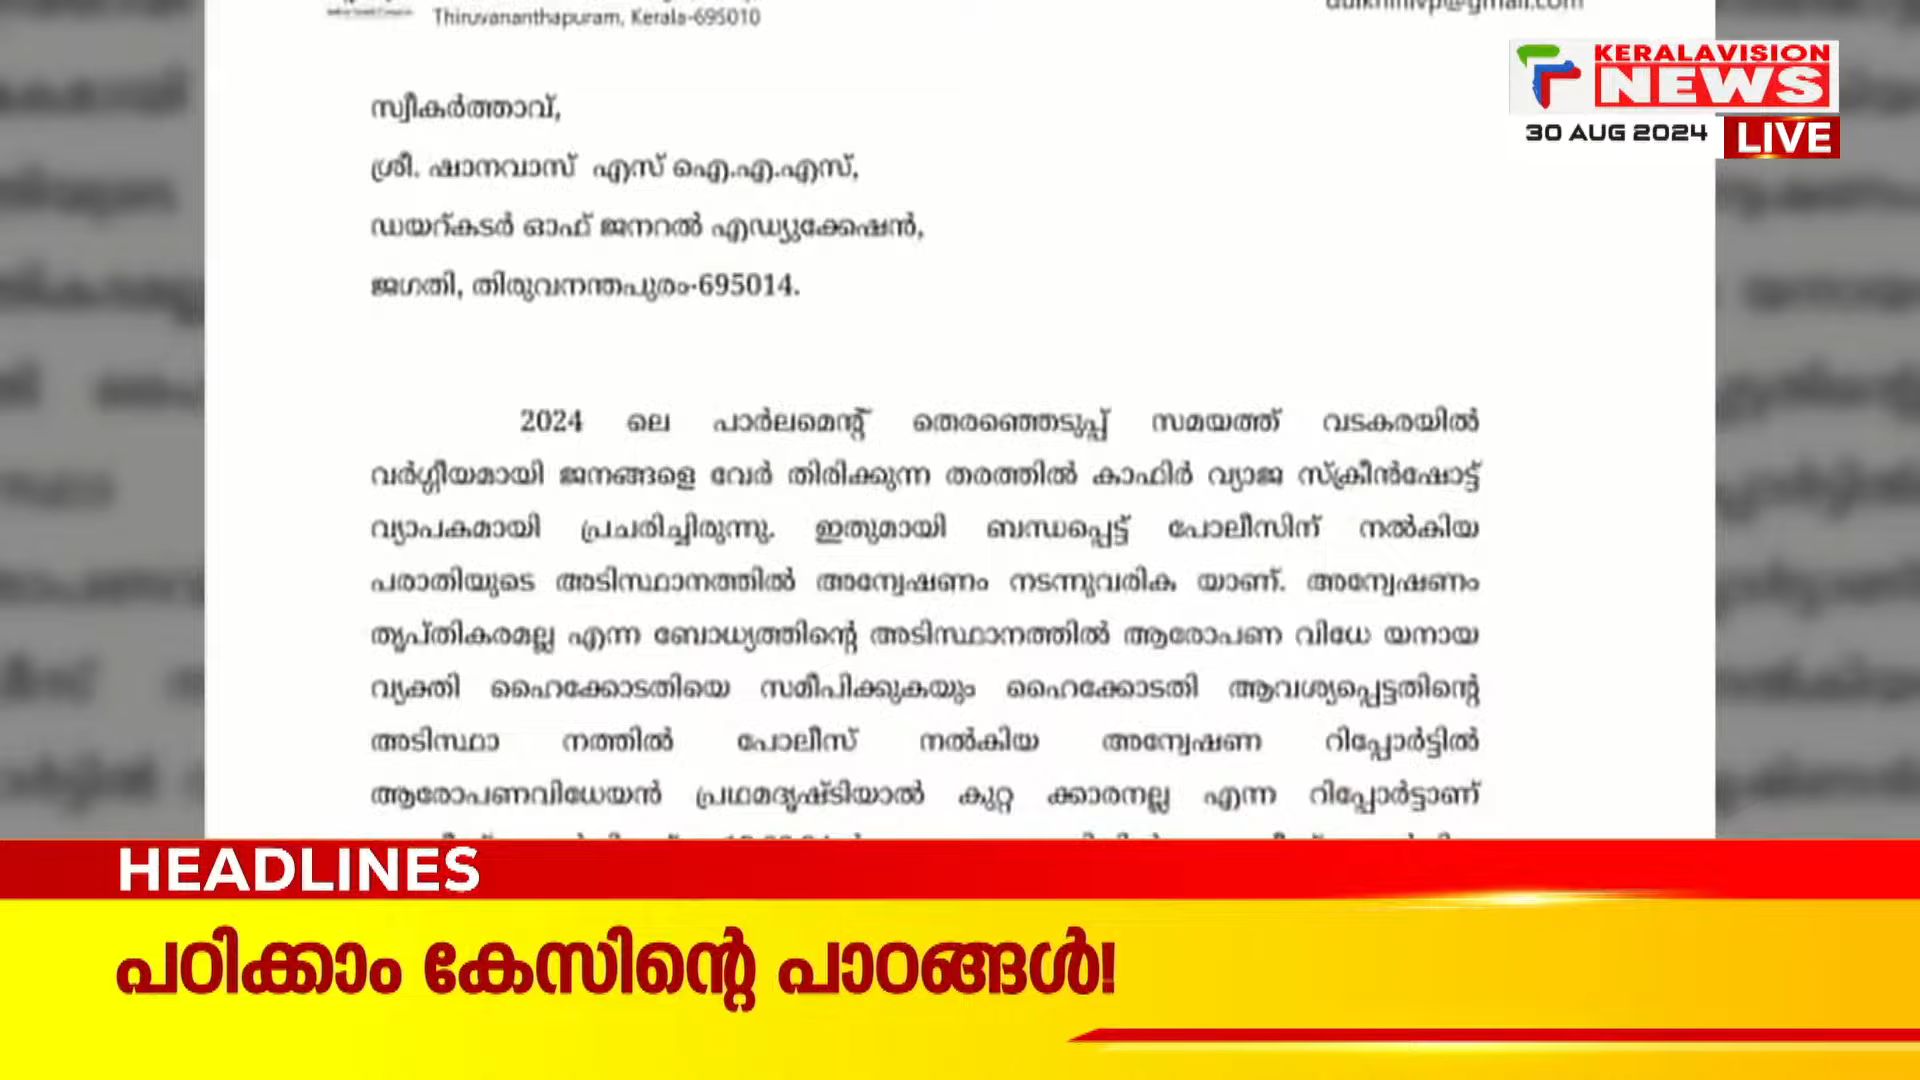 Thiruvananthapuram, Kerala-695010
KERALAVISION
NEWS
30 AUG 2024 LIVE
സ്വീകർത്താവ്,
ശ്രീ. ഷാനവാസ് എസ് ഐ.എ.എസ്,
ഡയറ്കടർ ഓഫ് ജനറൽ എഡ്യുക്കേഷൻ,
ജഗതി, തിരുവനന്തപുരം-695014.
2024 ലെ പാർലമെന്റ് തെരഞ്ഞെടുപ്പ് സമയത്ത് വടകരയിൽ
വർഗ്ഗീയമായി ജനങ്ങളെ വേർ തിരിക്കുന്ന തരത്തിൽ കാഫിർ വ്യാജ സ്ക്രീൻഷോട്ട്
വ്യാപകമായി പ്രചരിച്ചിരുന്നു. ഇതുമായി ബന്ധപ്പെട്ട് പോലീസിന് നൽകിയ
പരാതിയുടെ അടിസ്ഥാനത്തിൽ അന്വേഷണം നടന്നുവരിക യാണ്. അന്വേഷണം
തൃപ്തികരമല്ല എന്ന ബോധ്യത്തിന്റെ അടിസ്ഥാനത്തിൽ ആരോപണ വിധേ യനായ
വ്യക്തി ഹൈക്കോടതിയെ സമീപിക്കുകയും ഹൈക്കോടതി ആവശ്യപ്പെട്ടതിന്റെ
അടിസ്ഥാ നത്തിൽ പോലീസ് നൽകിയ അന്വേഷണ റിപ്പോർട്ടിൽ
ആരോപണവിധേയൻ പ്രഥമദൃഷ്ടിയാൽ കുറ്റ ക്കാരനല്ല എന്ന റിപ്പോർട്ടാണ്
HEADLINES
പഠിക്കാം കേസിന്റെ പാഠങ്ങൾ!